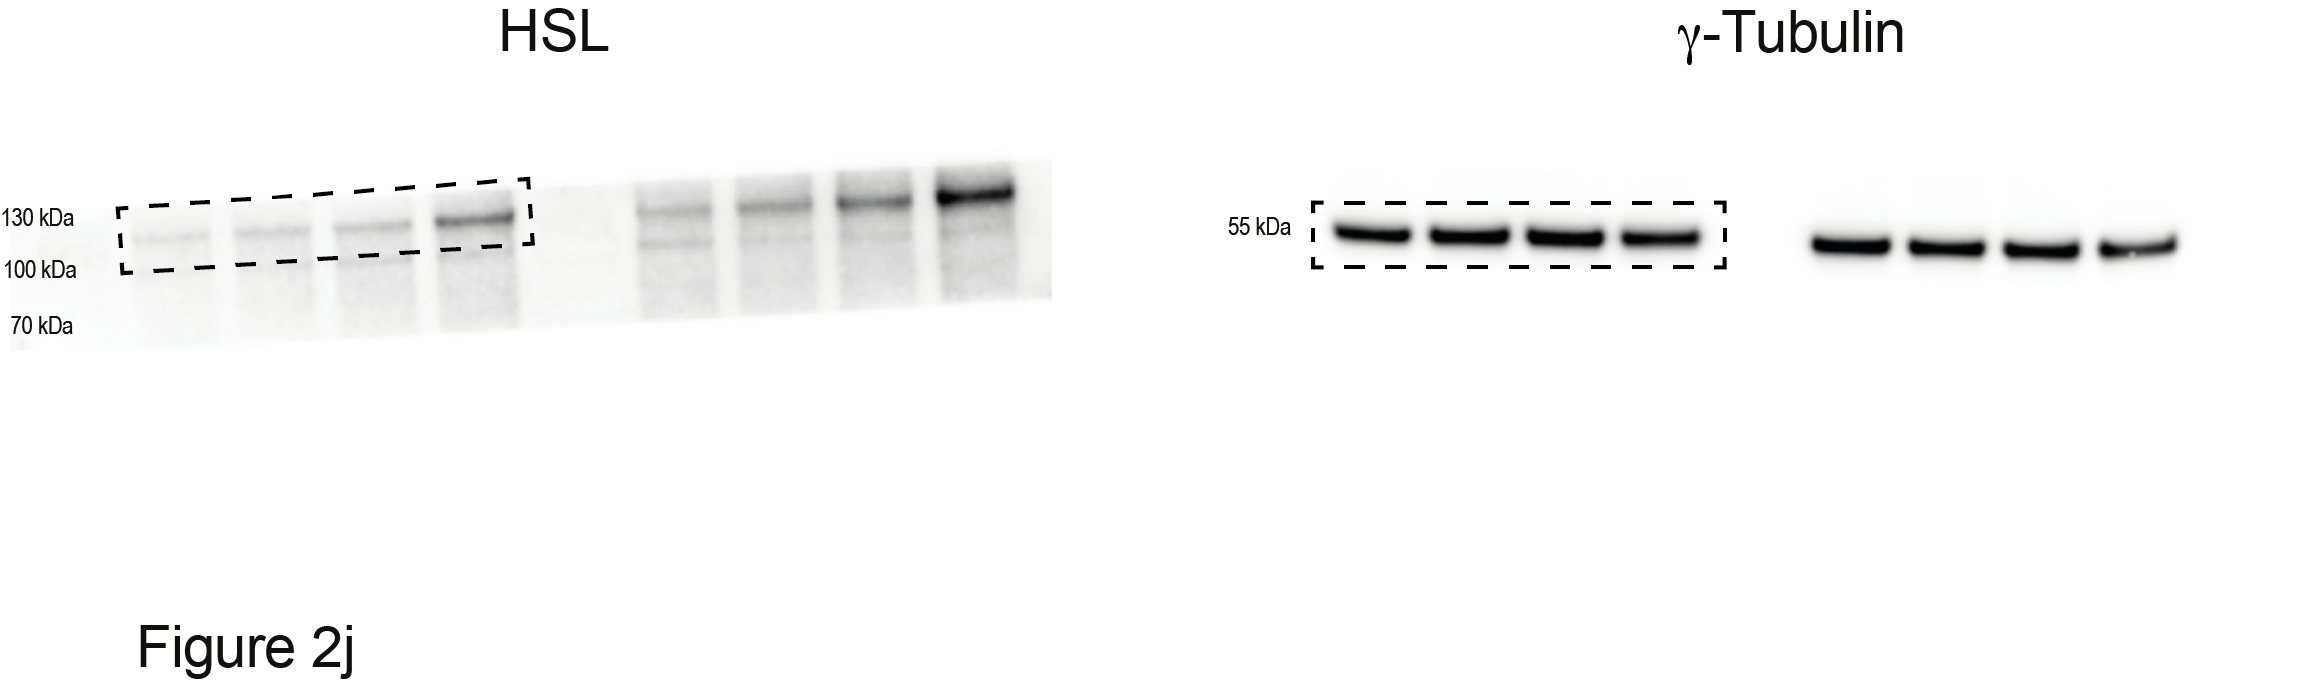 HSL
γ-Tubulin
130 kDa
100 kDa
70 kDa
55 kDa
Figure 2j